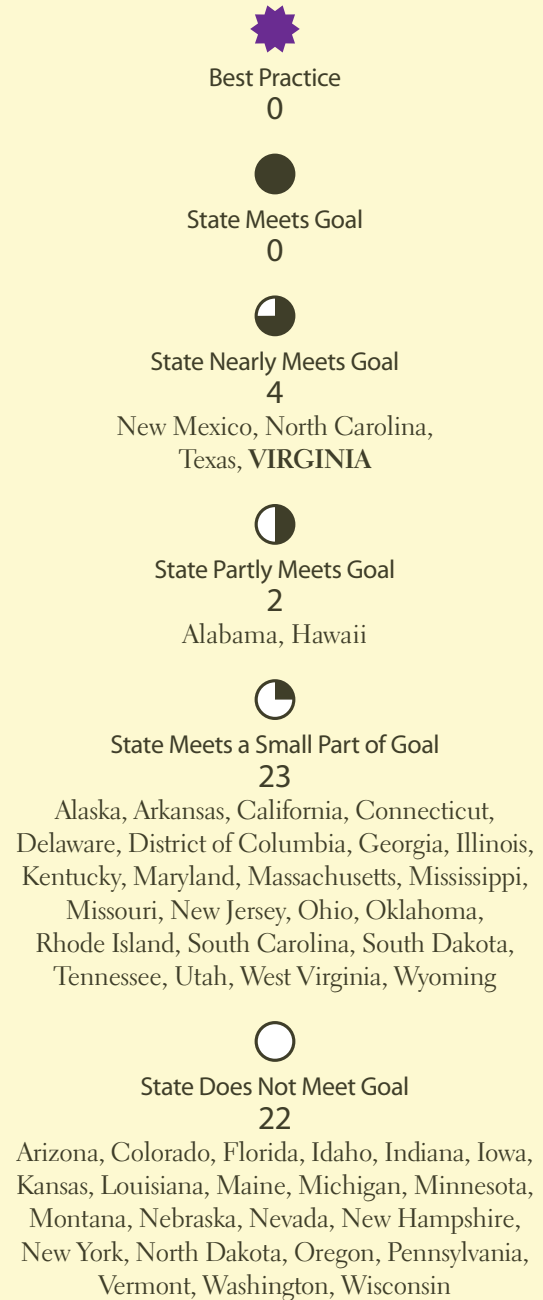 Best Practice
0
State Meets Goal
0
State Nearly Meets Goal
4
New Mexico, North Carolina,
Texas, VIRGINIA
State Partly Meets Goal
2
Alabama, Hawaii
State Meets a Small Part of Goal
23
Alaska, Arkansas, California, Connecticut,
Delaware, District of Columbia, Georgia, Illinois,
Kentucky, Maryland, Massachusetts, Mississippi,
Missouri, New Jersey, Ohio, Oklahoma,
Rhode Island, South Carolina, South Dakota,
Tennessee, Utah, West Virginia, Wyoming
State Does Not Meet Goal
22
Arizona, Colorado, Florida, Idaho, Indiana, Iowa,
Kansas, Louisiana, Maine, Michigan, Minnesota,
Montana, Nebraska, Nevada, New Hampshire,
New York, North Dakota, Oregon, Pennsylvania,
Vermont, Washington, Wisconsin